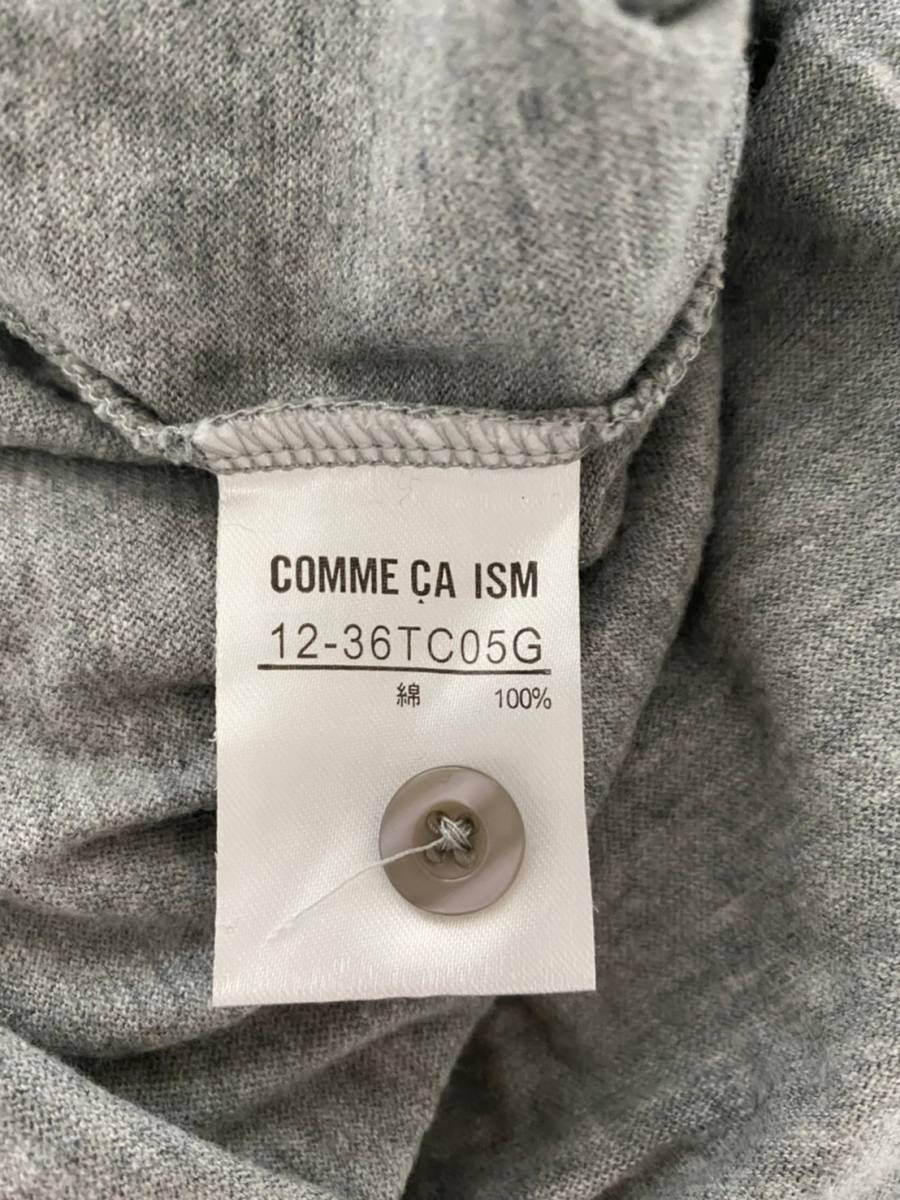 COMME ÇA ISM
12-36TC05G
綿 100%